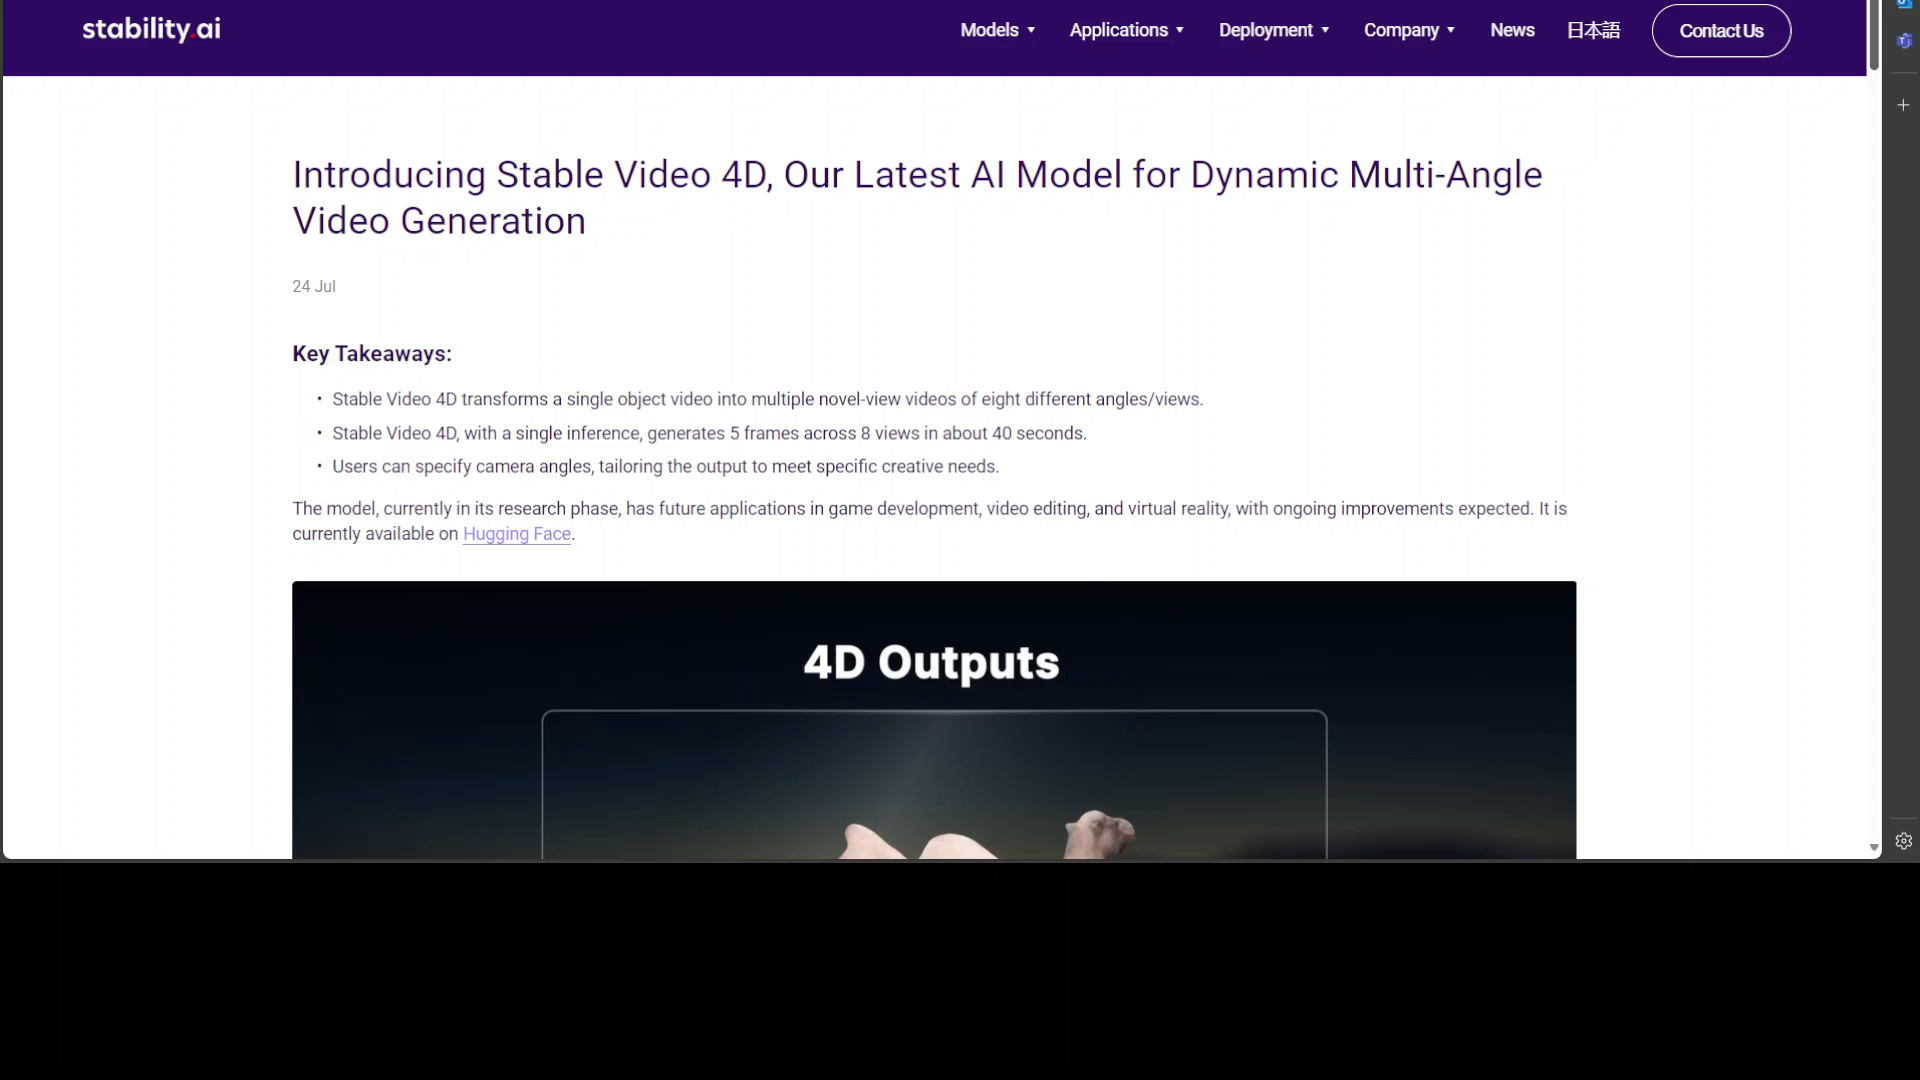 stability.ai
Models
Applications
Deployment
Company
News
日本語
Contact Us
Introducing Stable Video 4D, Our Latest AI Model for Dynamic Multi-Angle
Video Generation
24 Jul
Key Takeaways:
• Stable Video 4D transforms a single object video into multiple novel-view videos of eight different angles/views.
• Stable Video 4D, with a single inference, generates 5 frames across 8 views in about 40 seconds.
• Users can specify camera angles, tailoring the output to meet specific creative needs.
The model, currently in its research phase, has future applications in game development, video editing, and virtual reality, with ongoing improvements expected. It is
currently available on Hugging Face.
4D Outputs